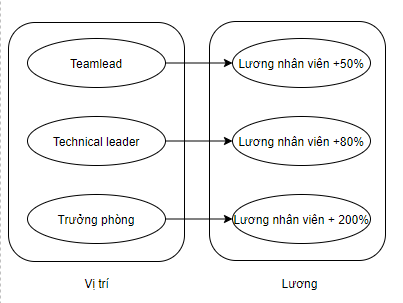 Teamlead
Lương nhân viên +50%
Technical leader
Lương nhân viên +80%
Trưởng phòng
Lương nhân viên + 200%
Vị trí
Lương